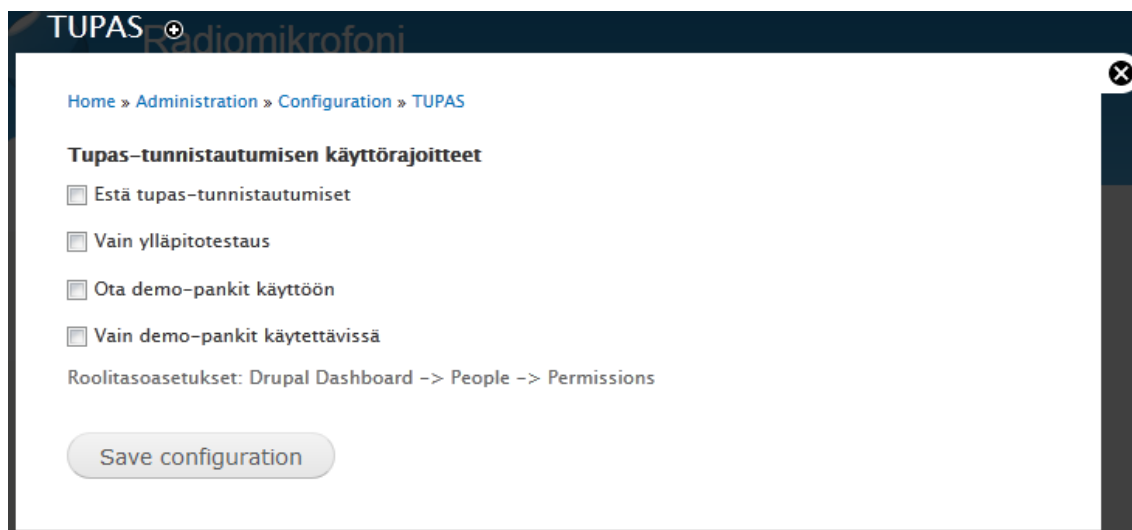 TUPAS
Radiomikrofoni
Home » Administration » Configuration » TUPAS
Tupas-tunnistautumisen käyttörajoitteet
Estä tupas-tunnistautumiset
Vain ylläpitotestaus
Ota demo-pankit käyttöön
Vain demo-pankit käytettävissä
Roolitasoasetukset: Drupal Dashboard -> People -> Permissions
Save configuration